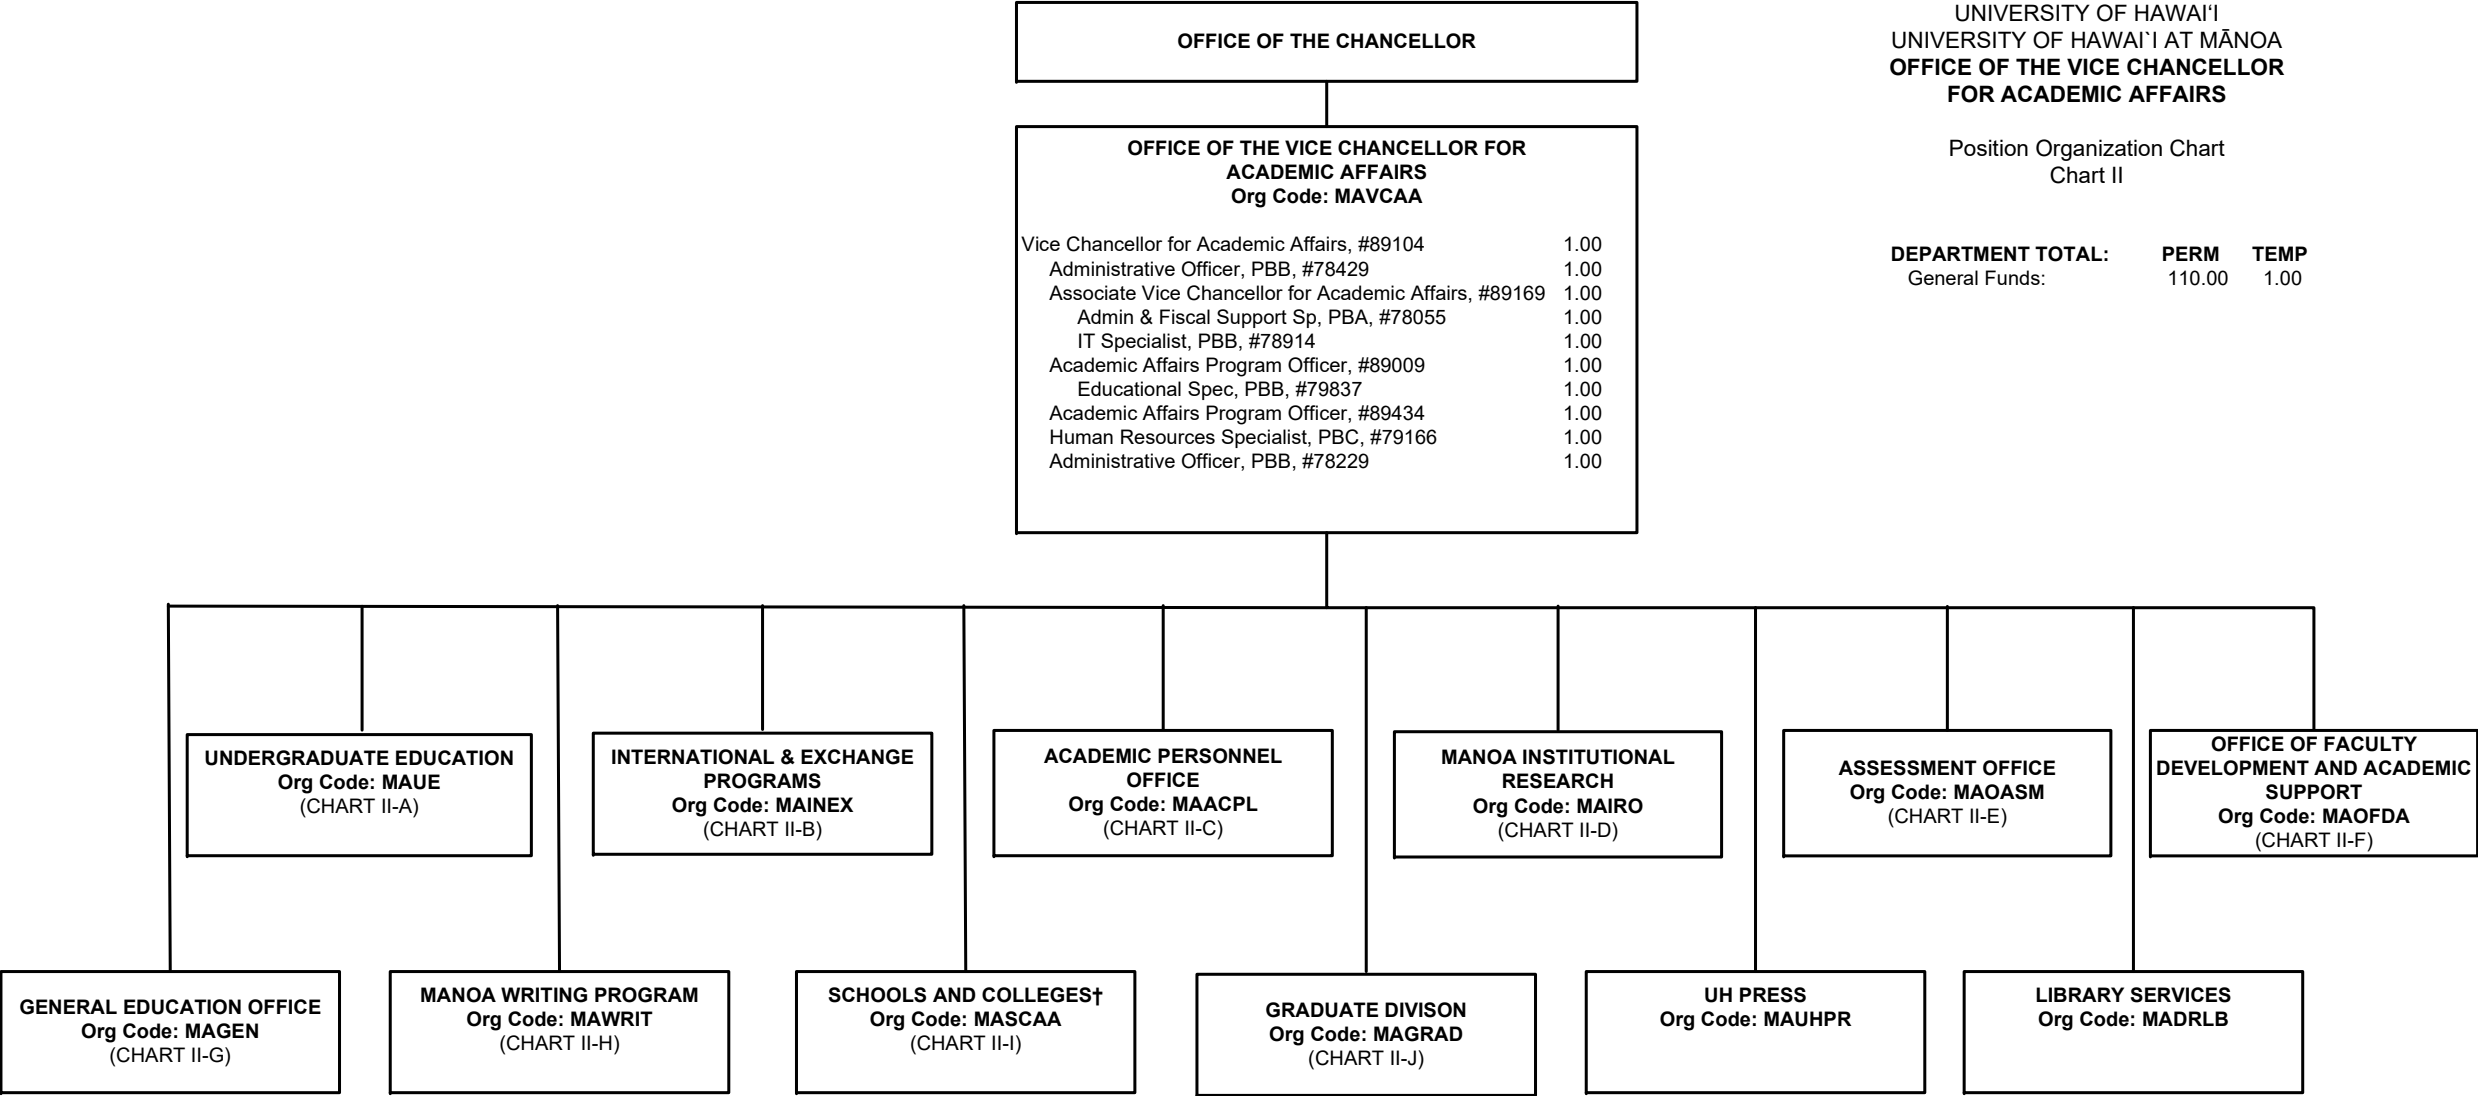 OFFICE OF THE CHANCELLOR
UNIVERSITY OF HAWAI‘I
UNIVERSITY OF HAWAI`I AT MĀNOA
OFFICE OF THE VICE CHANCELLOR
FOR ACADEMIC AFFAIRS
Position Organization Chart
Chart II
DEPARTMENT TOTAL: PERM TEMP
General Funds: 110.00 1.00
OFFICE OF THE VICE CHANCELLOR FOR
ACADEMIC AFFAIRS
Org Code: MAVCAA
Vice Chancellor for Academic Affairs, #89104 1.00
Administrative Officer, PBB, #78429 1.00
Associate Vice Chancellor for Academic Affairs, #89169 1.00
Admin & Fiscal Support Sp, PBA, #78055 1.00
IT Specialist, PBB, #78914 1.00
Academic Affairs Program Officer, #89009 1.00
Educational Spec, PBB, #79837 1.00
Academic Affairs Program Officer, #89434 1.00
Human Resources Specialist, PBC, #79166 1.00
Administrative Officer, PBB, #78229 1.00
UNDERGRADUATE EDUCATION
Org Code: MAUE
(CHART II-A)
INTERNATIONAL & EXCHANGE
PROGRAMS
Org Code: MAINEX
(CHART II-B)
ACADEMIC PERSONNEL
OFFICE
Org Code: MAACPL
(CHART II-C)
MANOA INSTITUTIONAL
RESEARCH
Org Code: MAIRO
(CHART II-D)
ASSESSMENT OFFICE
Org Code: MAOASM
(CHART II-E)
OFFICE OF FACULTY
DEVELOPMENT AND ACADEMIC
SUPPORT
Org Code: MAOFDA
(CHART II-F)
GENERAL EDUCATION OFFICE
Org Code: MAGEN
(CHART II-G)
MANOA WRITING PROGRAM
Org Code: MAWRIT
(CHART II-H)
SCHOOLS AND COLLEGES†
Org Code: MASCAA
(CHART II-I)
GRADUATE DIVISON
Org Code: MAGRAD
(CHART II-J)
UH PRESS
Org Code: MAUHPR
LIBRARY SERVICES
Org Code: MADRLB